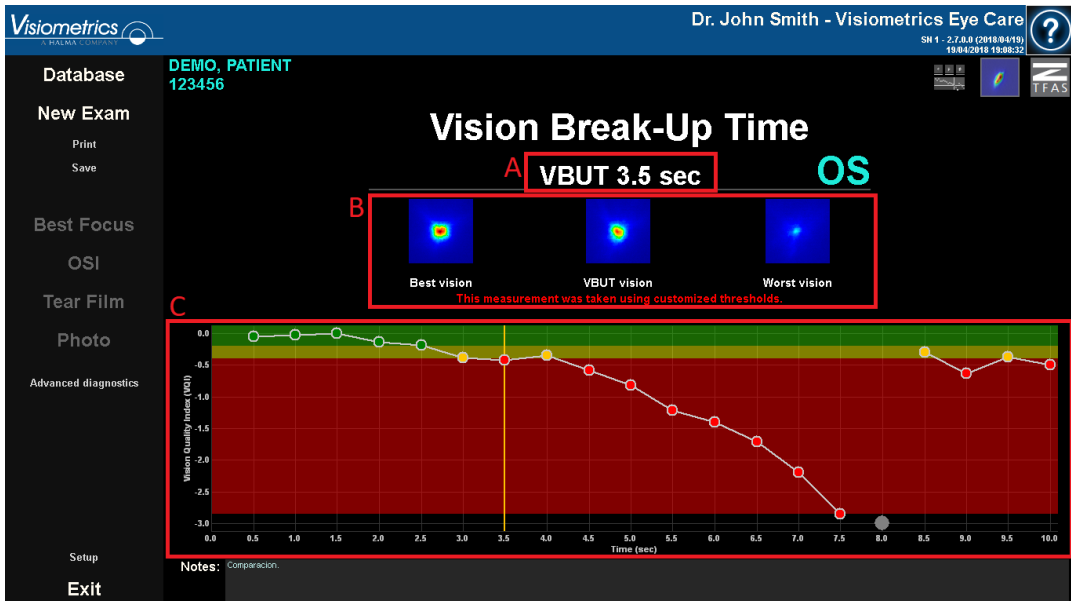 Visiometrics
A HALMA COMPANY
Dr. John Smith - Visiometrics Eye Care
SN 1 - 2.7.0.0 (2018/04/19)
19/04/2018 19:08:32
?
Database
New Exam
Print
Save
Best Focus
OSI
Tear Film
Photo
Advanced diagnostics
Setup
Exit
DEMO, PATIENT
123456
Z
TFAS
Vision Break-Up Time
A
VBUT 3.5 sec
OS
B
Best vision
VBUT vision
Worst vision
This measurement was taken using customized thresholds.
C
Vision Quality Index (VQI)
0.0
-0.5
-1.0
-1.5
-2.0
-2.5
-3.0
0.0 0.5 1.0 1.5 2.0 2.5 3.0 3.5 4.0 4.5 5.0 5.5 6.0 6.5 7.0 7.5 8.0 8.5 9.0 9.5 10.0
Time (sec)
Notes: Comparacion.